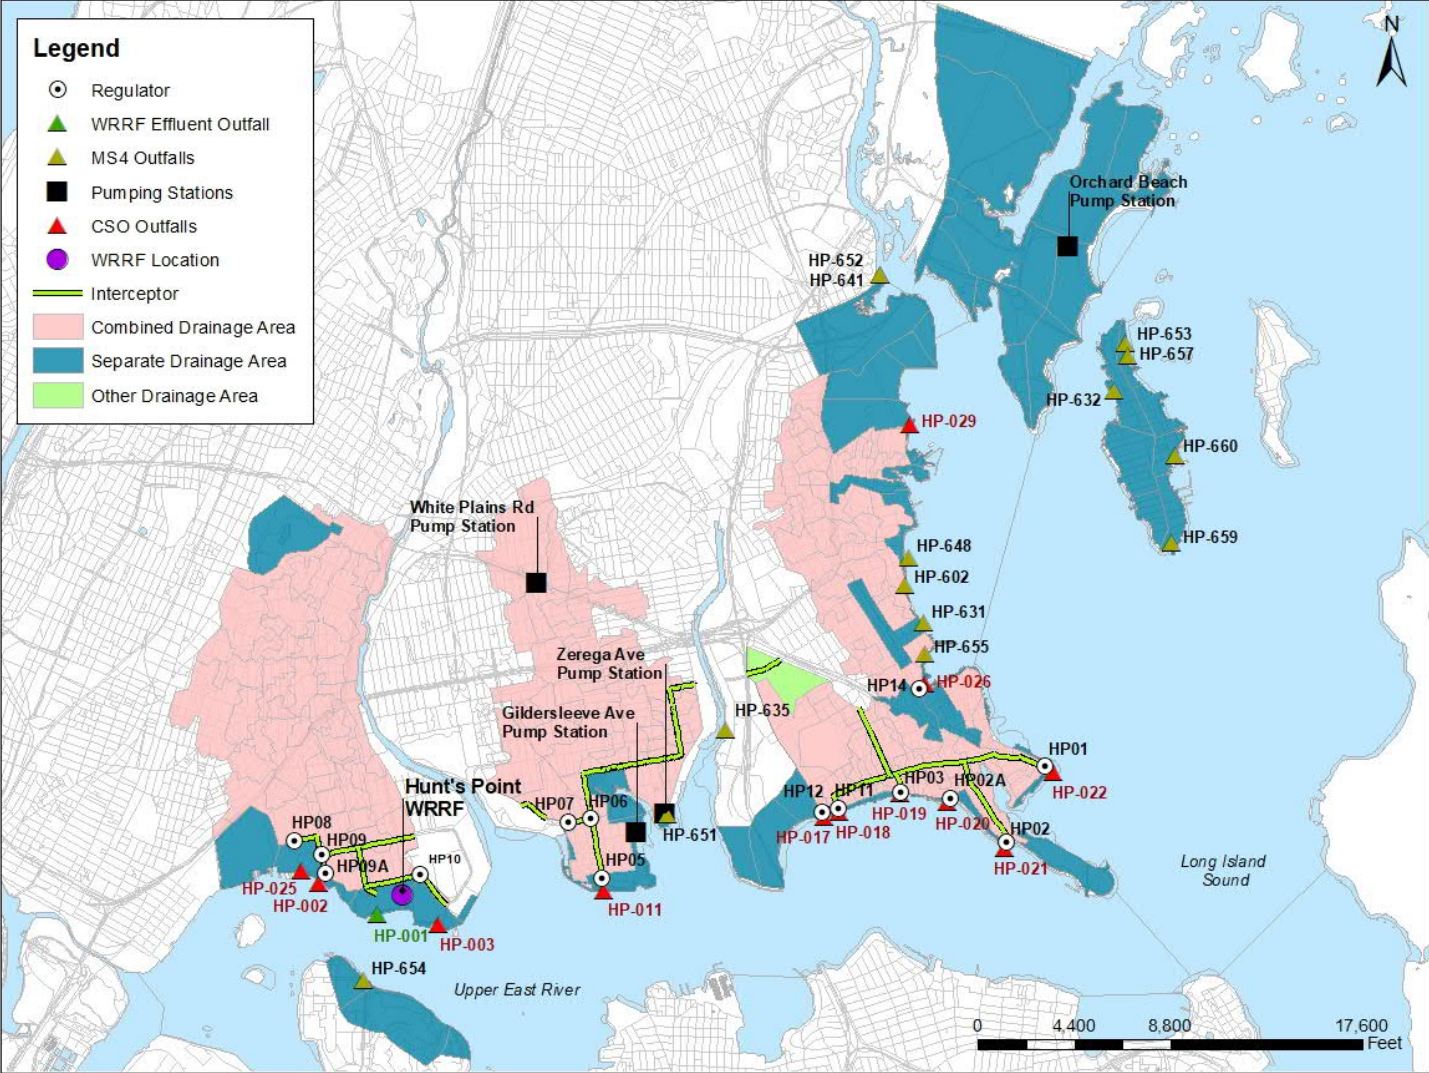 Legend
Regulator
WRRF Effluent Outfall
MS4 Outfalls
Pumping Stations
CSO Outfalls
WRRF Location
Interceptor
Combined Drainage Area
Separate Drainage Area
Other Drainage Area
N
Orchard Beach
Pump Station
HP-652
HP-641
HP-653
HP-657
HP-632
HP-029
HP-660
White Plains Rd
Pump Station
HP-659
HP-648
HP-602
HP-631
HP-655
Zerega Ave
Pump Station
HP14
HP-026
Gildersleeve Ave
Pump Station
HP-635
HP01
Hunt's Point
WRRF
HP12
HP11
HP03
HP02A
HP-022
HP07
HP06
HP-017
HP-018
HP-019
HP-020
HP08
HP09
HP-651
HP02
HP09A
HP10
HP05
HP-021
Long Island
Sound
HP-025
HP-002
HP-011
HP-001
HP-003
HP-654
Upper East River
0 4,400 8,800 17,600
Feet